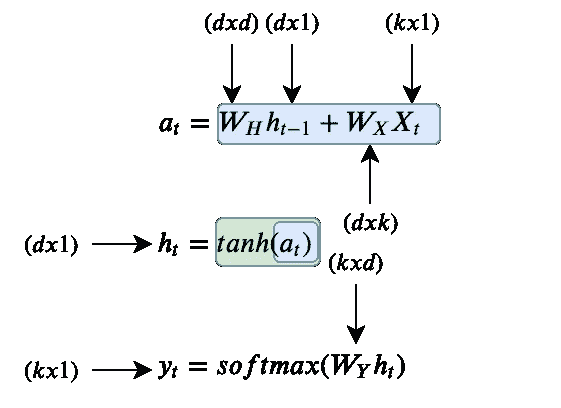 (dxd) (dx1) (kx1)
a_t = W_H h_{t-1} + W_X X_t
(dxk)
(dx1) h_t = tanh(a_t)
(kxd)
(kx1) y_t = softmax(W_Y h_t)